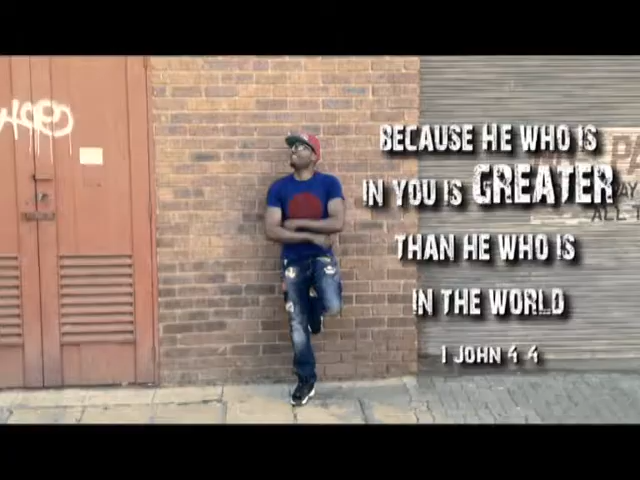 BECAUSE HE WHO IS
IN YOU IS GREATER
THAN HE WHO IS
IN THE WORLD
1 JOHN 4 4